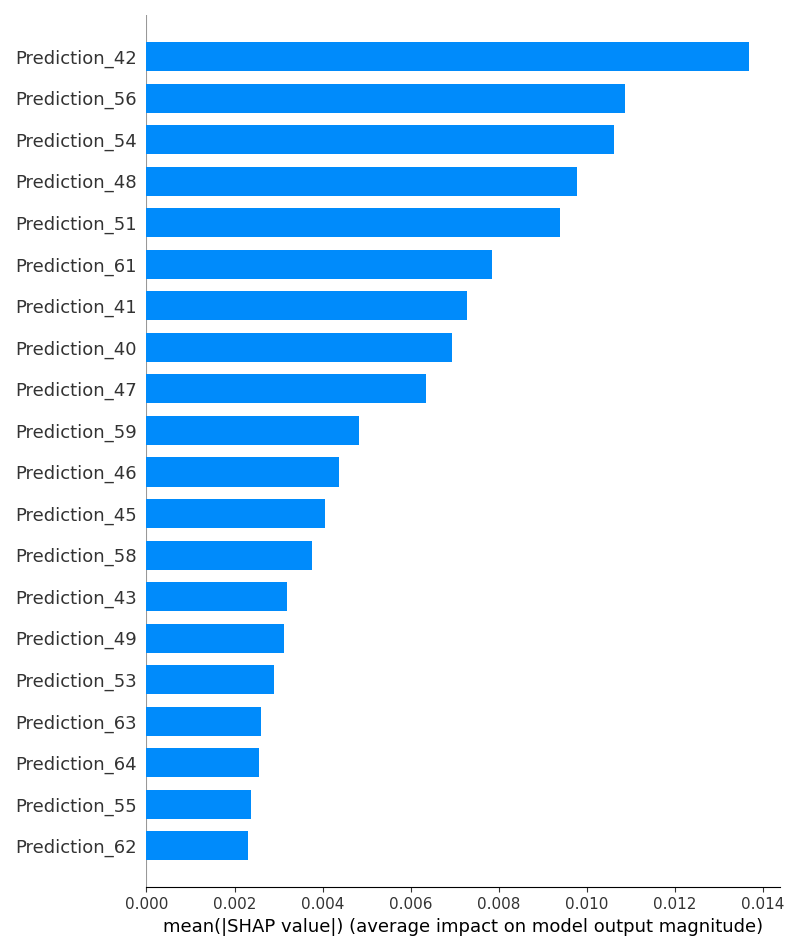 Prediction_42
Prediction_56
Prediction_54
Prediction_48
Prediction_51
Prediction_61
Prediction_41
Prediction_40
Prediction_47
Prediction_59
Prediction_46
Prediction_45
Prediction_58
Prediction_43
Prediction_49
Prediction_53
Prediction_63
Prediction_64
Prediction_55
Prediction_62
0.000 0.002 0.004 0.006 0.008 0.010 0.012 0.014
mean(|SHAP value|) (average impact on model output magnitude)